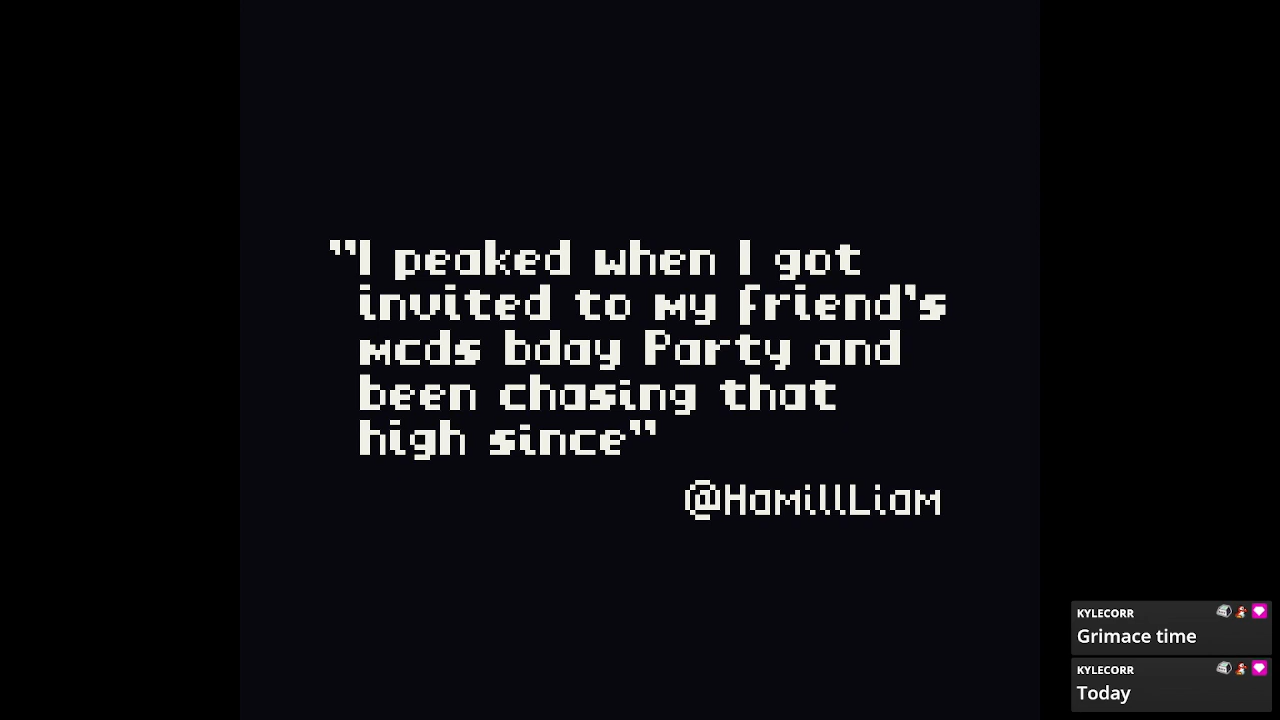 "I peaked when I got
invited to my friend's
mcds bday Party and
been chasing that
high since"
@HamillLiam
KYLECORR
Grimace time
KYLECORR
Today